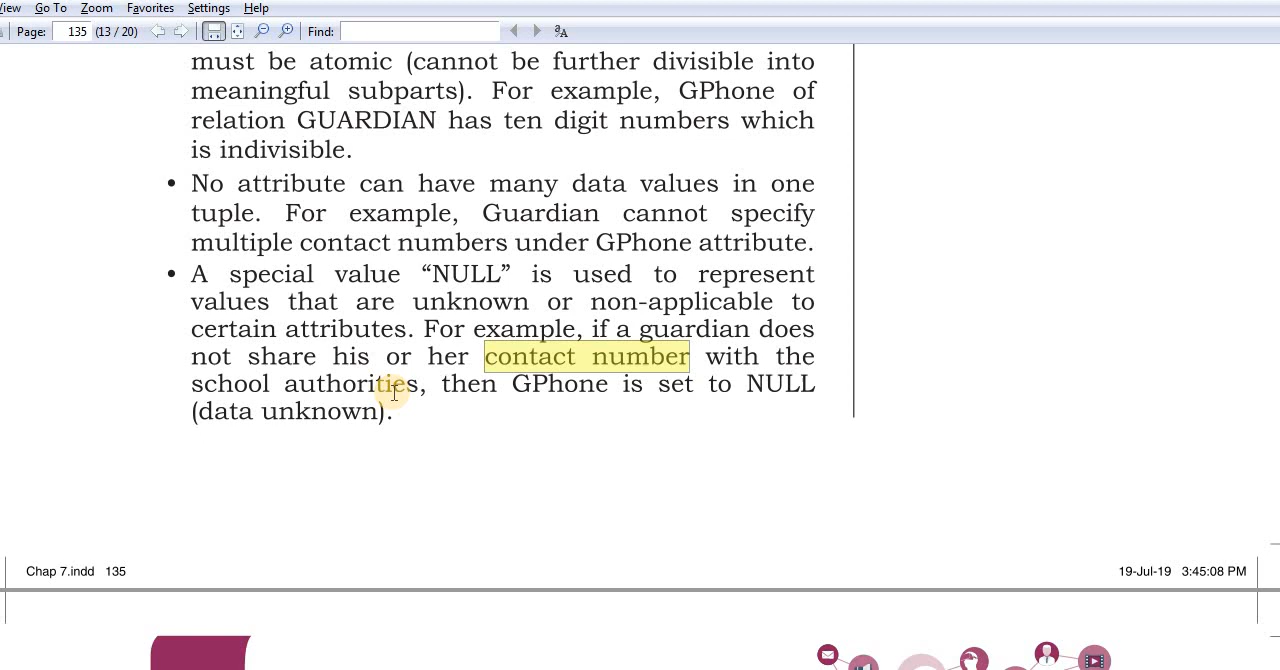 View Go To Zoom Favorites Settings Help
Page: 135 (13 / 20) Find:
must be atomic (cannot be further divisible into
meaningful subparts). For example, GPhone of
relation GUARDIAN has ten digit numbers which
is indivisible.
• No attribute can have many data values in one
tuple. For example, Guardian cannot specify
multiple contact numbers under GPhone attribute.
• A special value “NULL” is used to represent
values that are unknown or non-applicable to
certain attributes. For example, if a guardian does
not share his or her contact number with the
school authorities, then GPhone is set to NULL
(data unknown).
Chap 7.indd 135 19-Jul-19 3:45:08 PM